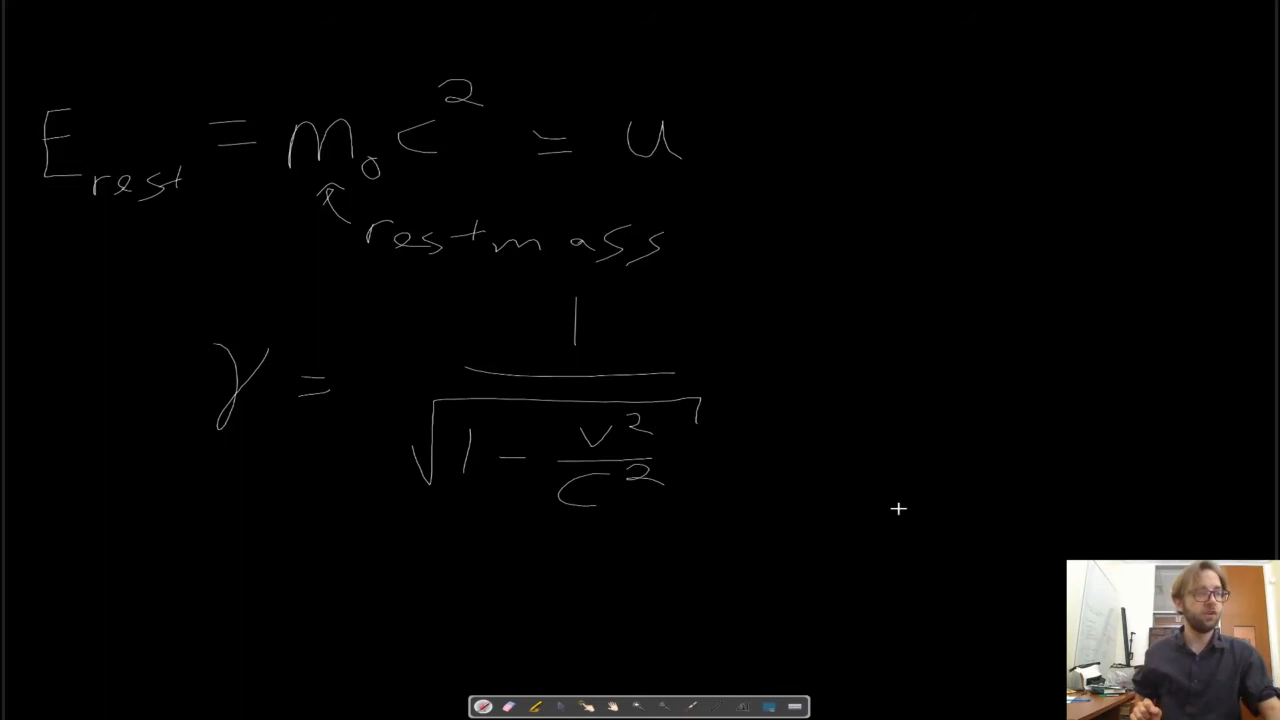 E_rest = m_0 c^2 = u
rest mass
γ = 1 / √(1 - v^2/c^2)